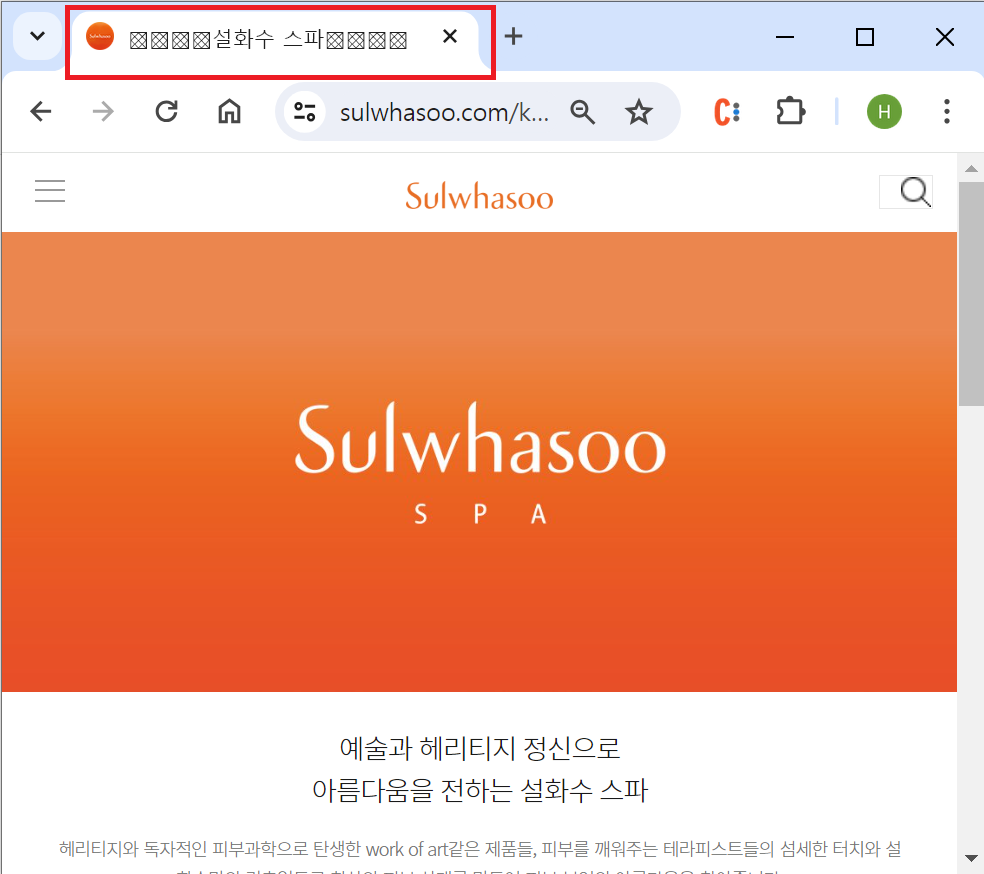 설화수 스파
sulwhasoo.com/k...
H
Sulwhasoo
Sulwhasoo
SPA
예술과 헤리티지 정신으로
아름다움을 전하는 설화수 스파
헤리티지와 독자적인 피부과학으로 탄생한 work of art같은 제품들, 피부를 깨워주는 테라피스트들의 섬세한 터치와 설